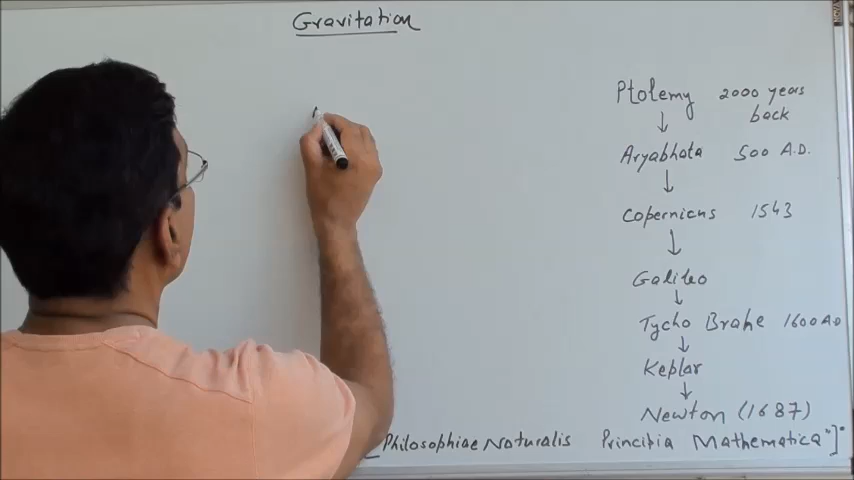 Gravitation
Ptolemy 2000 years back
Aryabhata 500 A.D.
Copernicus 1543
Galileo
Tycho Brahe 1600 A.D
Keplar
Newton (1687)
Philosophiae Naturalis Principia Mathematica"]"